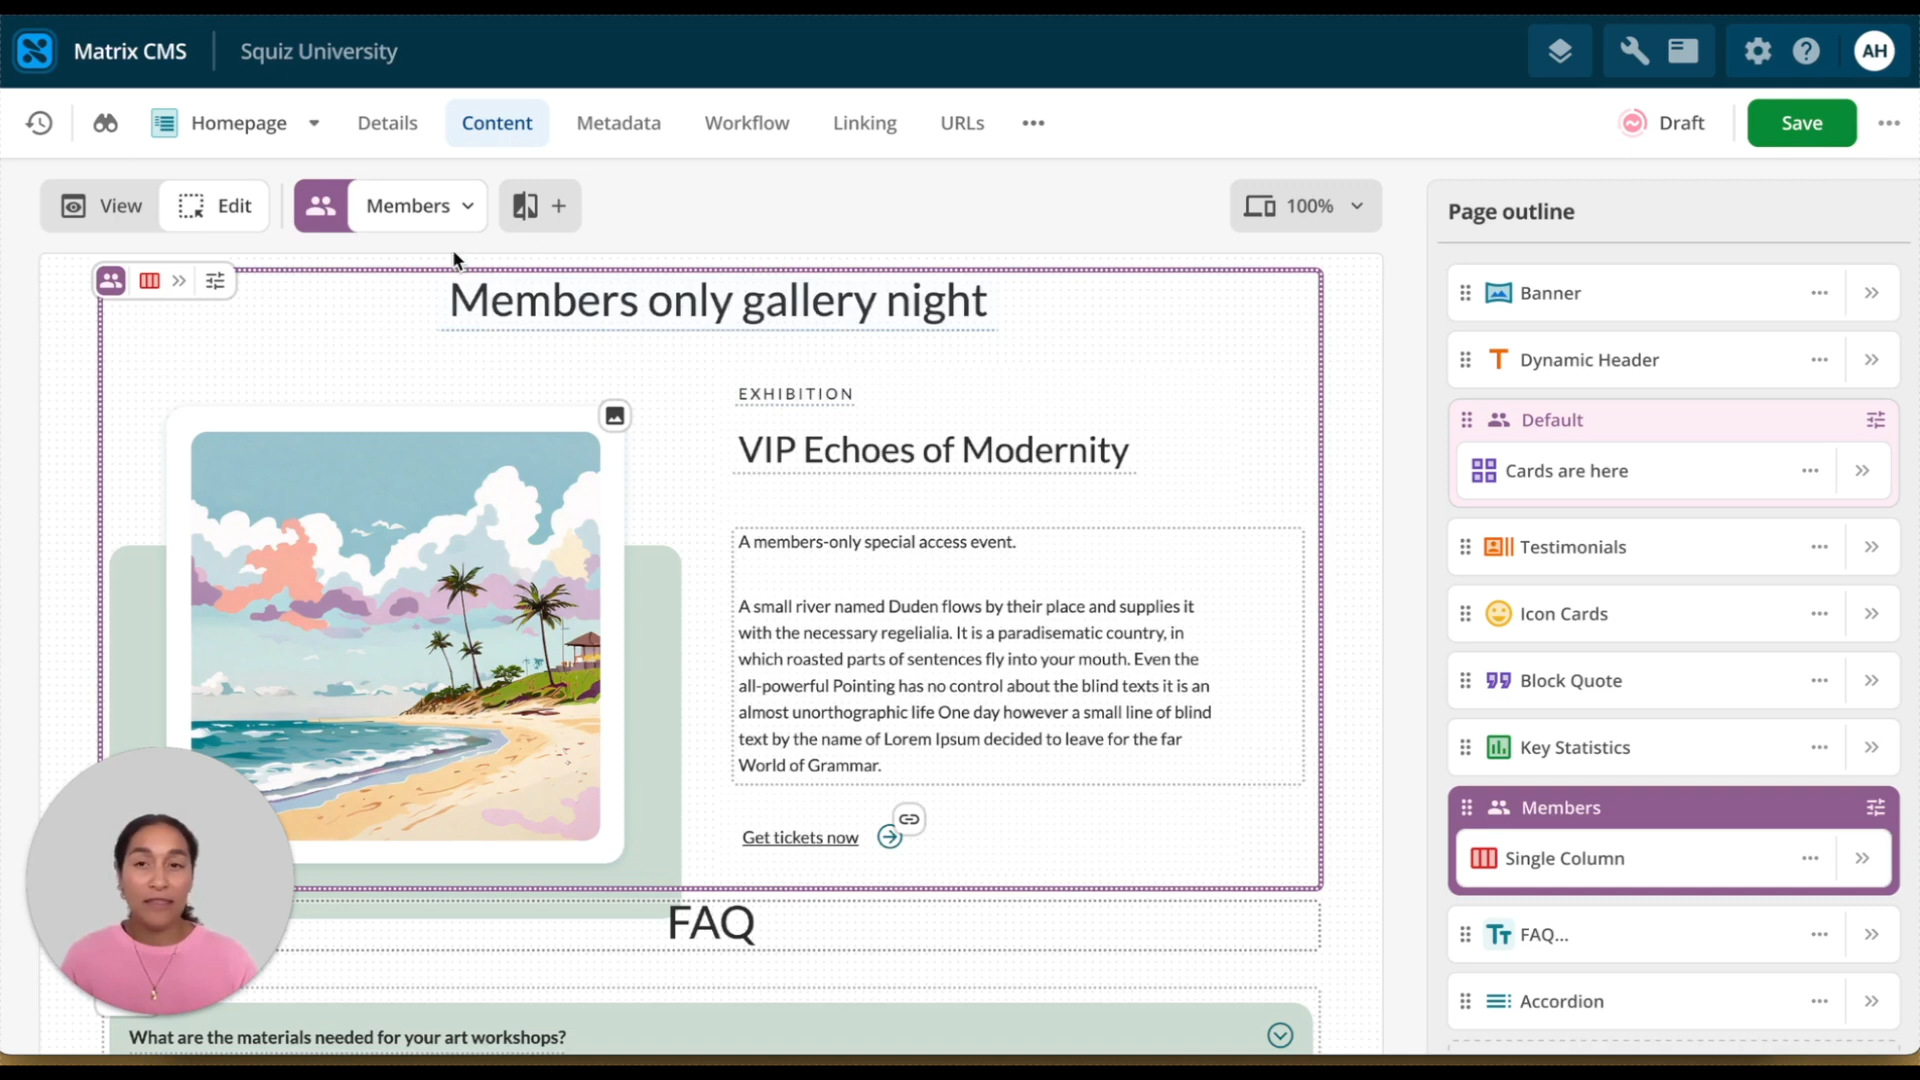 Matrix CMS
Squiz University
AH
Homepage
Details
Content
Metadata
Workflow
Linking
URLs
Draft
Save
View
Edit
Members
100%
Page outline
Members only gallery night
EXHIBITION
VIP Echoes of Modernity
A members-only special access event.
A small river named Duden flows by their place and supplies it
with the necessary regelialia. It is a paradisematic country, in
which roasted parts of sentences fly into your mouth. Even the
all-powerful Pointing has no control about the blind texts it is an
almost unorthographic life One day however a small line of blind
text by the name of Lorem Ipsum decided to leave for the far
World of Grammar.
Get tickets now
FAQ
What are the materials needed for your art workshops?
Banner
Dynamic Header
Default
Cards are here
Testimonials
Icon Cards
Block Quote
Key Statistics
Members
Single Column
FAQ...
Accordion